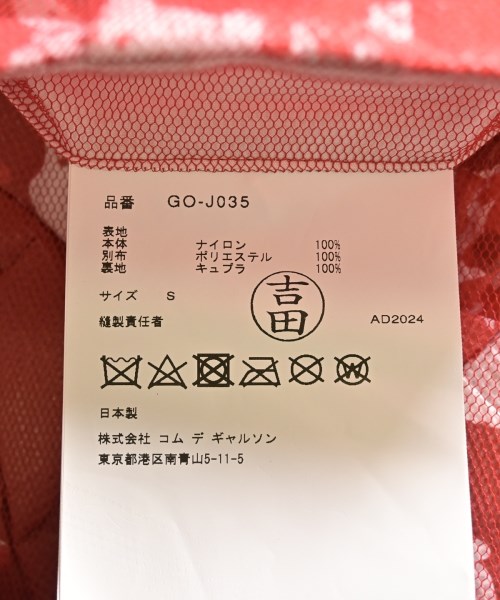 品番 GO-J035
表地
本体 ナイロン 100%
別布 ポリエステル 100%
裏地 キュプラ 100%
サイズ S
吉田
縫製責任者 AD2024
W
日本製
株式会社 コム デ ギャルソン
東京都港区南青山5-11-5